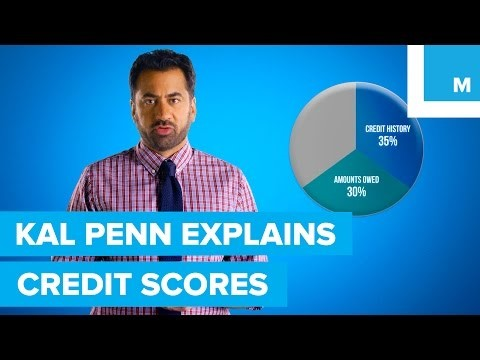 M
CREDIT HISTORY
35%
AMOUNTS OWED
30%
KAL PENN EXPLAINS
CREDIT SCORES